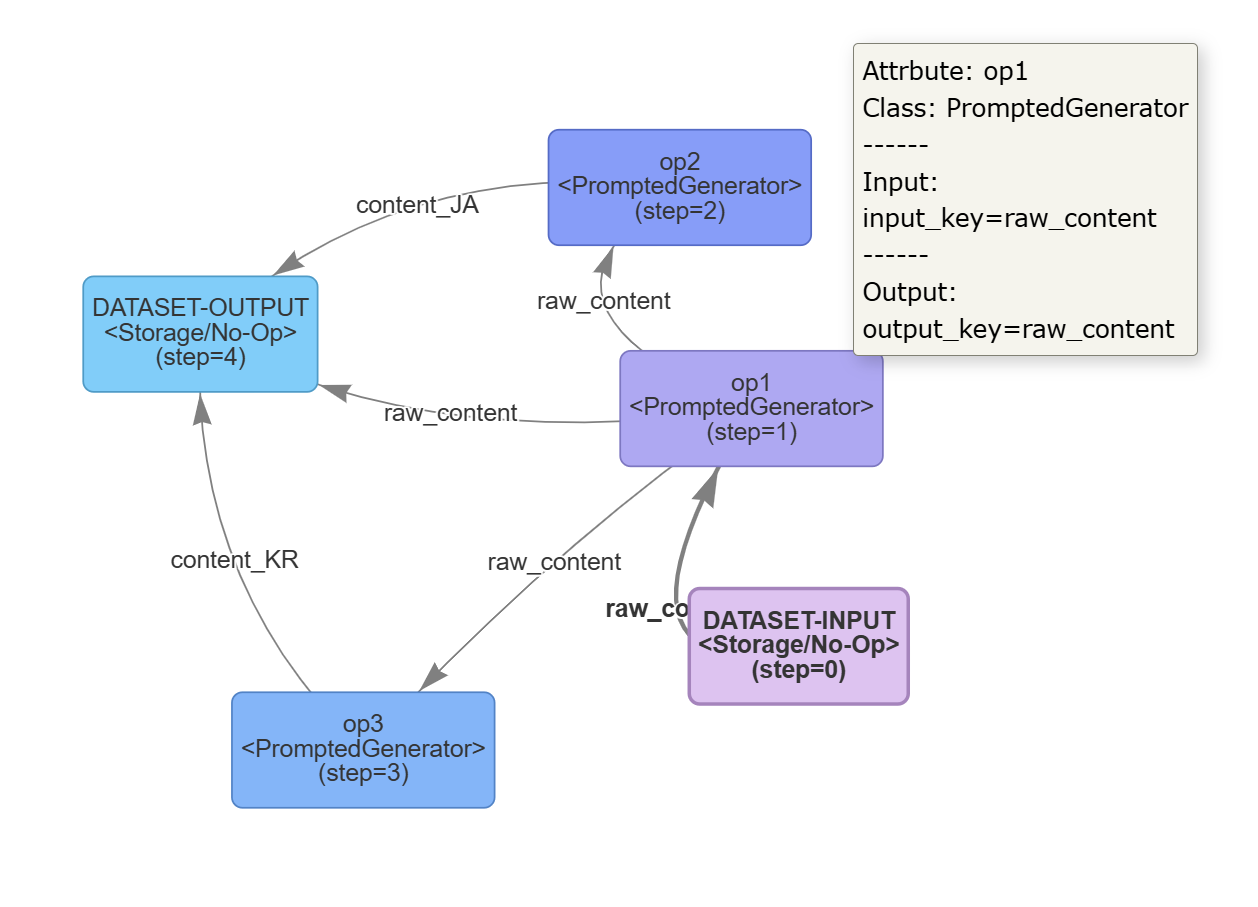 Attrbute: op1
Class: PromptedGenerator
------
Input:
input_key=raw_content
------
Output:
output_key=raw_content
op2
<PromptedGenerator>
(step=2)
content_JA
DATASET-OUTPUT
<Storage/No-Op>
(step=4)
raw_content
op1
<PromptedGenerator>
(step=1)
raw_content
content_KR
raw_content
raw_co
DATASET-INPUT
<Storage/No-Op>
(step=0)
op3
<PromptedGenerator>
(step=3)